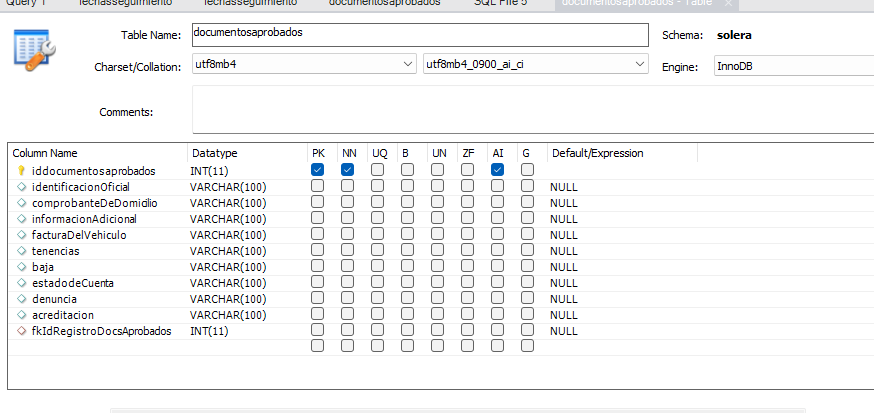 Query 1 fechasseguimiento fechasseguimiento documentosaprobados SQL File 5 documentosaprobados - Table
Table Name: documentosaprobados Schema: solera
Charset/Collation: utf8mb4 utf8mb4_0900_ai_ci Engine: InnoDB
Comments:
Column Name Datatype PK NN UQ B UN ZF AI G Default/Expression
iddocumentosaprobados INT(11)
identificacionOficial VARCHAR(100) NULL
comprobanteDeDomicilio VARCHAR(100) NULL
informacionAdicional VARCHAR(100) NULL
facturaDelVehiculo VARCHAR(100) NULL
tenencias VARCHAR(100) NULL
baja VARCHAR(100) NULL
estadodeCuenta VARCHAR(100) NULL
denuncia VARCHAR(100) NULL
acreditacion VARCHAR(100) NULL
fkIdRegistroDocsAprobados INT(11) NULL